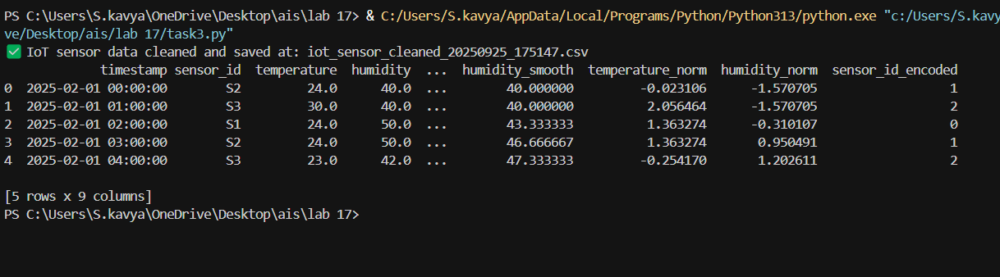 PS C:\Users\S.kavya\OneDrive\Desktop\ais\lab 17> & C:/Users/S.kavya/AppData/Local/Programs/Python/Python313/python.exe "c:/Users/S.kavy
ve/Desktop/ais/lab 17/task3.py"
✅ IoT sensor data cleaned and saved at: iot_sensor_cleaned_20250925_175147.csv
            timestamp sensor_id  temperature  humidity  ...  humidity_smooth  temperature_norm  humidity_norm  sensor_id_encoded
0 2025-02-01 00:00:00        S2         24.0      40.0  ...        40.000000         -0.023106      -1.570705                  1
1 2025-02-01 01:00:00        S3         30.0      40.0  ...        40.000000          2.056464      -1.570705                  2
2 2025-02-01 02:00:00        S1         24.0      50.0  ...        43.333333          1.363274      -0.310107                  0
3 2025-02-01 03:00:00        S2         24.0      50.0  ...        46.666667          1.363274       0.950491                  1
4 2025-02-01 04:00:00        S3         23.0      42.0  ...        47.333333         -0.254170       1.202611                  2
[5 rows x 9 columns]
PS C:\Users\S.kavya\OneDrive\Desktop\ais\lab 17>